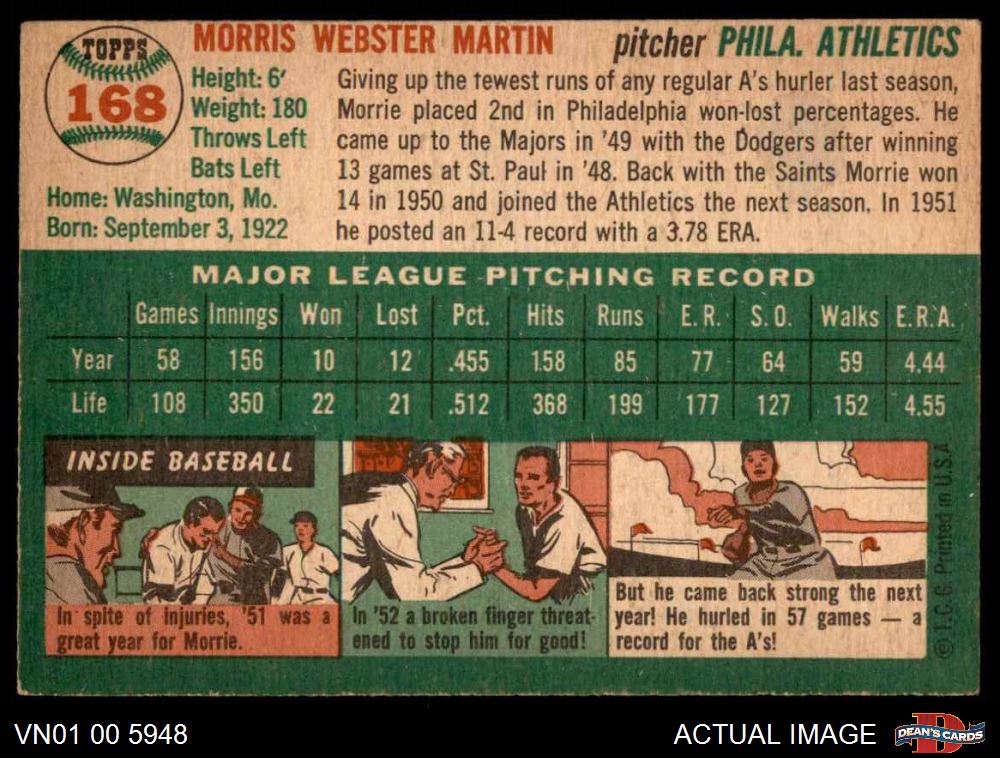 TOPPS
168
MORRIS WEBSTER MARTIN
pitcher PHILA. ATHLETICS
Height: 6'
Weight: 180
Throws Left
Bats Left
Home: Washington, Mo.
Born: September 3, 1922
Giving up the fewest runs of any regular A's hurler last season,
Morrie placed 2nd in Philadelphia won-lost percentages. He
came up to the Majors in '49 with the Dodgers after winning
13 games at St. Paul in '48. Back with the Saints Morrie won
14 in 1950 and joined the Athletics the next season. In 1951
he posted an 11-4 record with a 3.78 ERA.
MAJOR LEAGUE PITCHING RECORD
Games Innings Won Lost Pct. Hits Runs E. R. S. O. Walks E.R.A.
Year 58 156 10 12 .455 158 85 77 64 59 4.44
Life 108 350 22 21 .512 368 199 177 127 152 4.55
INSIDE BASEBALL
In spite of injuries, '51 was a
great year for Morrie.
In '52 a broken finger threat-
ened to stop him for good!
But he came back strong the next
year! He hurled in 57 games — a
record for the A's!
© T.C.G. Printed in U.S.A.
VN01 00 5948
ACTUAL IMAGE
D
DEAN'S CARDS